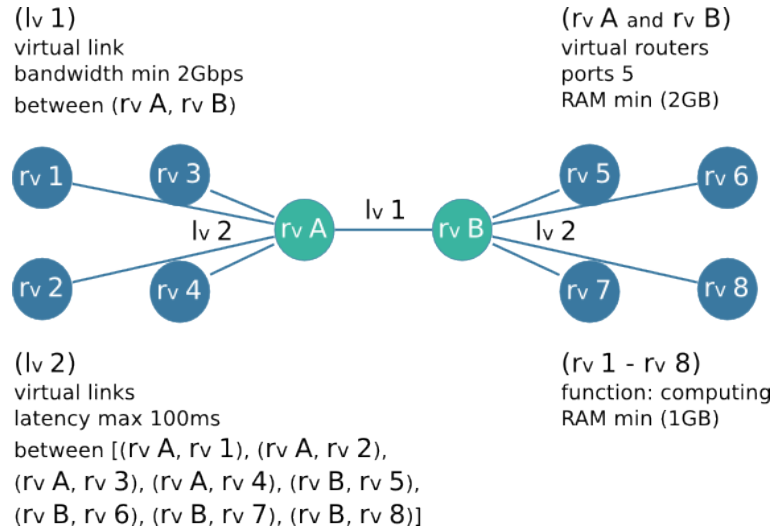 (lv 1)
virtual link
bandwidth min 2Gbps
between (rv A, rv B)
(rv A and rv B)
virtual routers
ports 5
RAM min (2GB)
rv 1
rv 3
rv 5
rv 6
lv 2
rv A
lv 1
rv B
lv 2
rv 2
rv 4
rv 7
rv 8
(lv 2)
virtual links
latency max 100ms
between [(rv A, rv 1), (rv A, rv 2),
(rv A, rv 3), (rv A, rv 4), (rv B, rv 5),
(rv B, rv 6), (rv B, rv 7), (rv B, rv 8)]
(rv 1 - rv 8)
function: computing
RAM min (1GB)